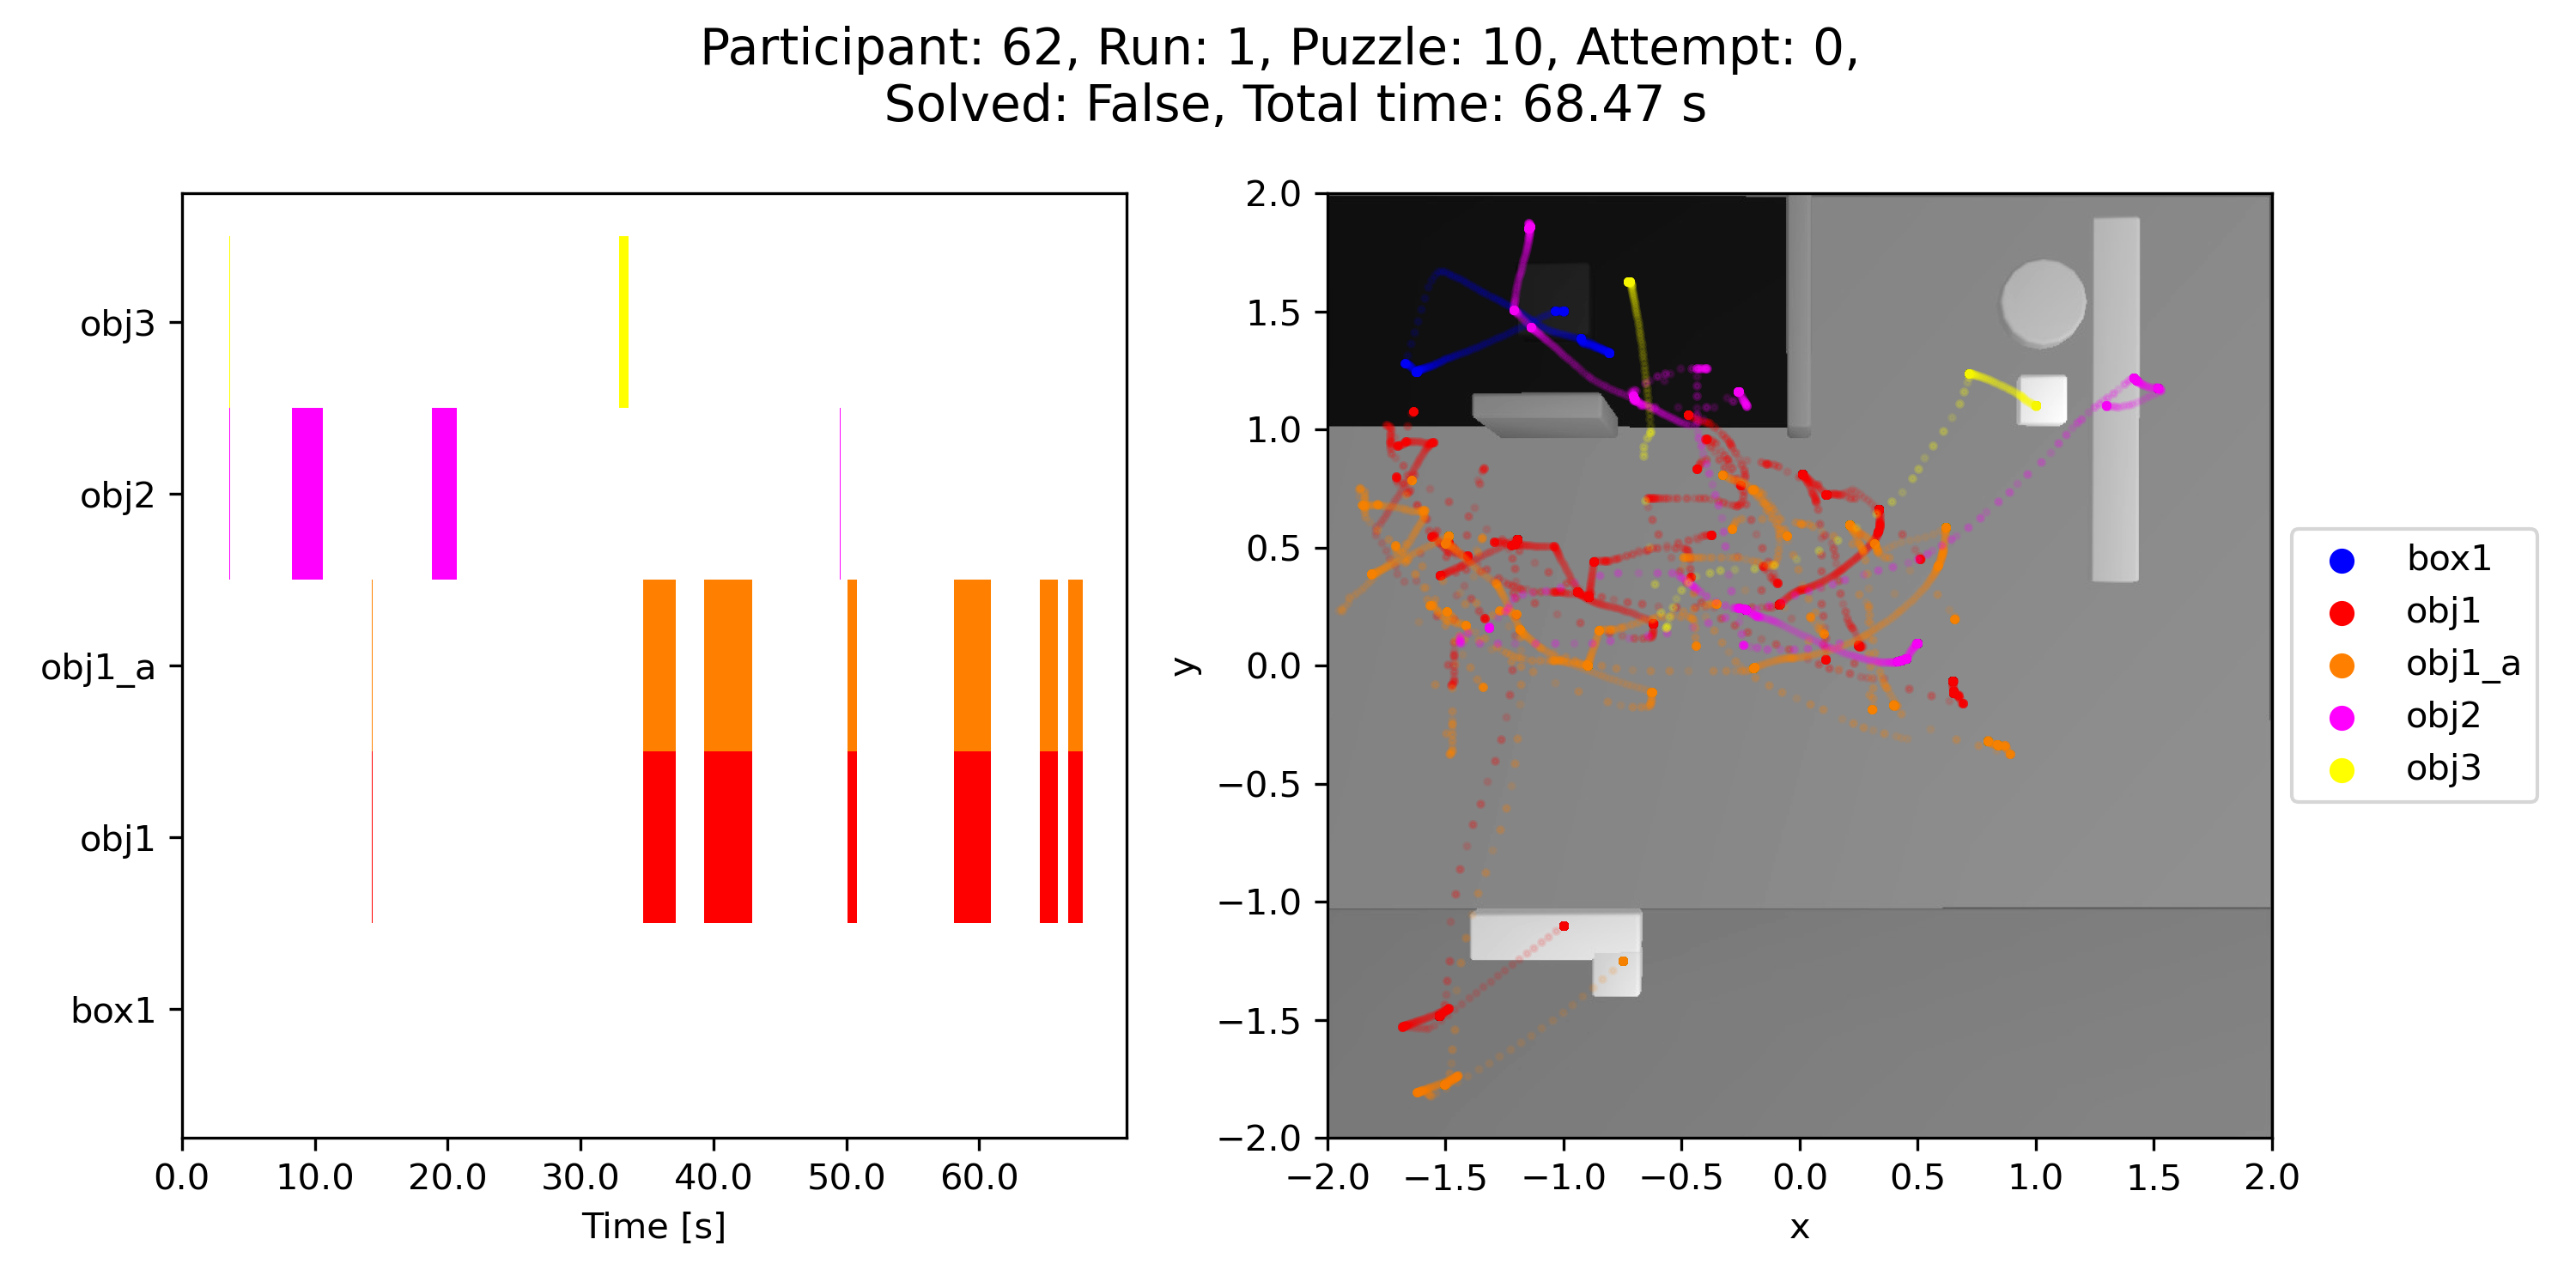 Participant: 62, Run: 1, Puzzle: 10, Attempt: 0,
Solved: False, Total time: 68.47 s
obj3
obj2
obj1_a
obj1
box1
0.0 10.0 20.0 30.0 40.0 50.0 60.0
Time [s]
2.0
1.5
1.0
0.5
0.0
−0.5
−1.0
−1.5
−2.0
y
−2.0 −1.5 −1.0 −0.5 0.0 0.5 1.0 1.5 2.0
x
box1
obj1
obj1_a
obj2
obj3